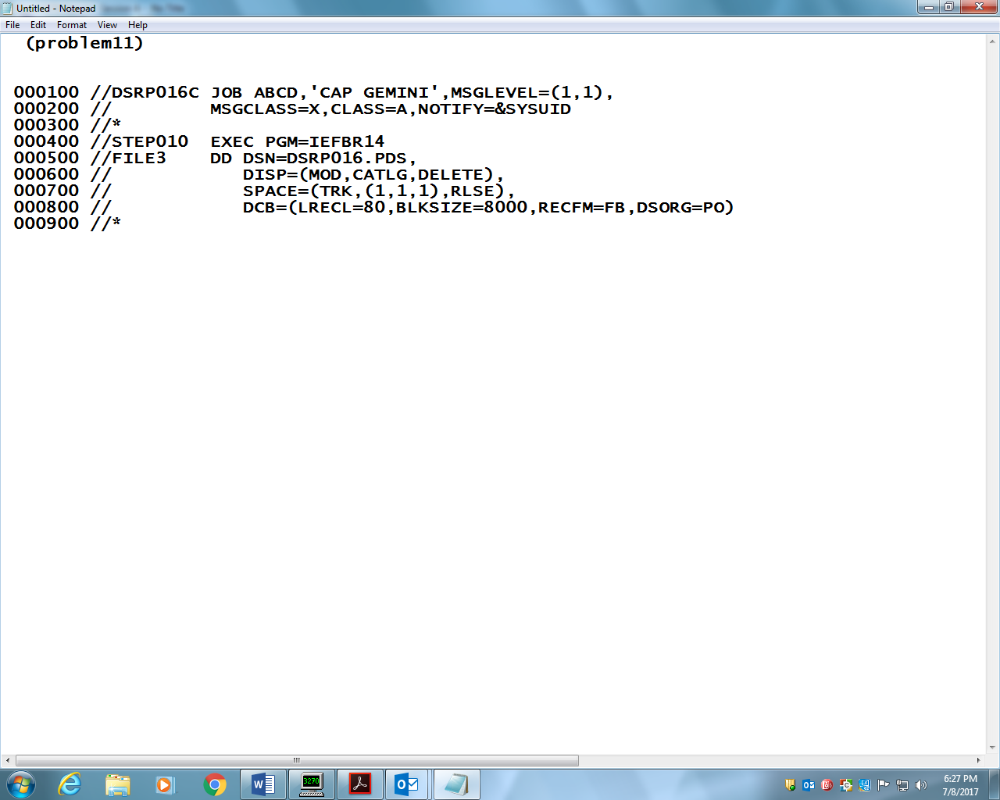 Untitled - Notepad
File Edit Format View Help
(problem11)
000100 //DSRP016C JOB ABCD,'CAP GEMINI',MSGLEVEL=(1,1),
000200 //         MSGCLASS=X,CLASS=A,NOTIFY=&SYSUID
000300 //*
000400 //STEP010  EXEC PGM=IEFBR14
000500 //FILE3    DD DSN=DSRP016.PDS,
000600 //            DISP=(MOD,CATLG,DELETE),
000700 //            SPACE=(TRK,(1,1,1),RLSE),
000800 //            DCB=(LRECL=80,BLKSIZE=8000,RECFM=FB,DSORG=PO)
000900 //*
3270
6:27 PM
7/8/2017